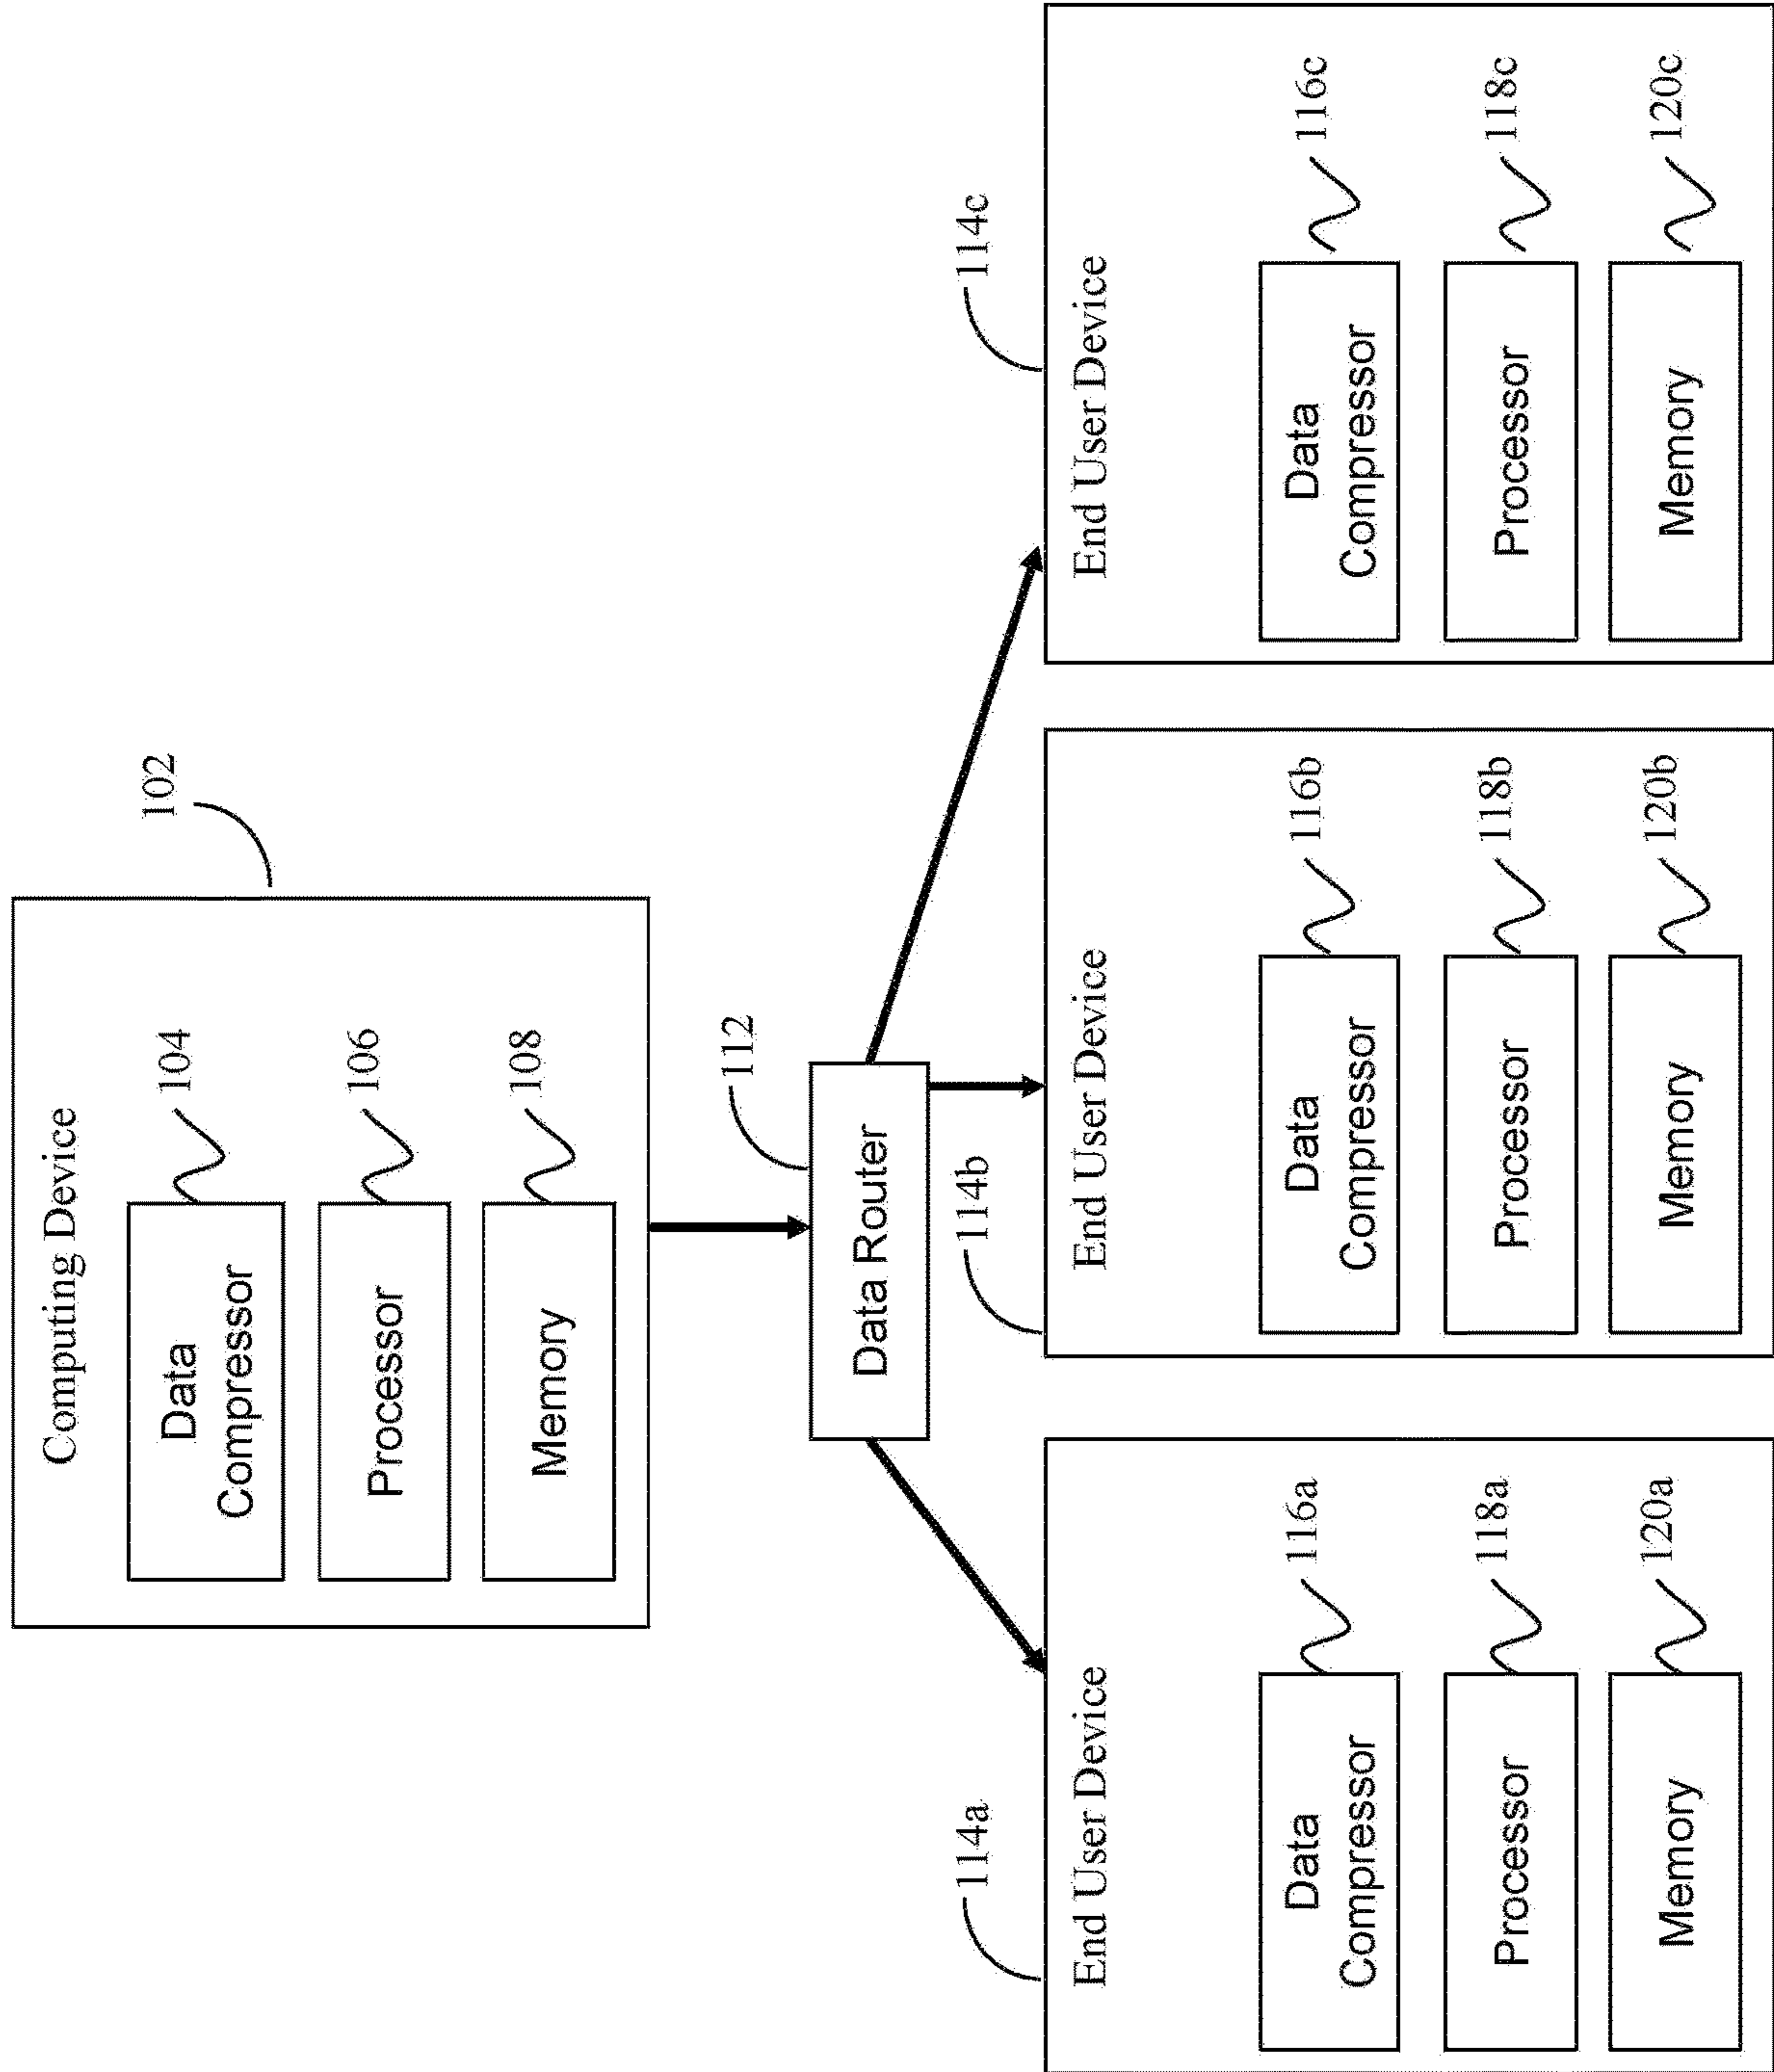 102
Computing Device
Data
Compressor
104
Processor
106
Memory
108
112
Data Router
114a
End User Device
Data
Compressor
116a
Processor
118a
Memory
120a
114b
End User Device
Data
Compressor
116b
Processor
118b
Memory
120b
114c
End User Device
Data
Compressor
116c
Processor
118c
Memory
120c